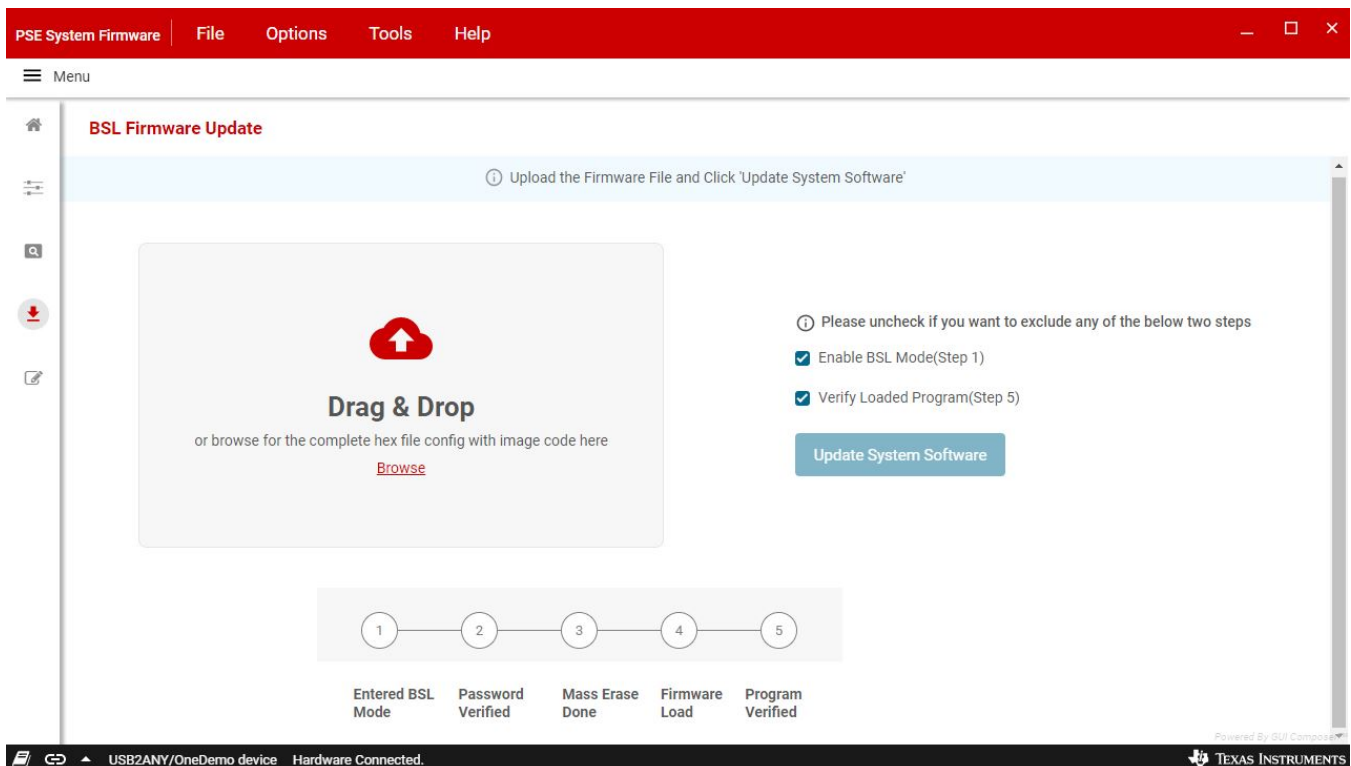 PSE System Firmware File Options Tools Help
Menu
BSL Firmware Update
Upload the Firmware File and Click 'Update System Software'
Please uncheck if you want to exclude any of the below two steps
Enable BSL Mode(Step 1)
Verify Loaded Program(Step 5)
Update System Software
Drag & Drop
or browse for the complete hex file config with image code here
Browse
1 2 3 4 5
Entered BSL Mode
Password Verified
Mass Erase Done
Firmware Load
Program Verified
Powered By GUI Composer
USB2ANY/OneDemo device Hardware Connected.
TEXAS INSTRUMENTS